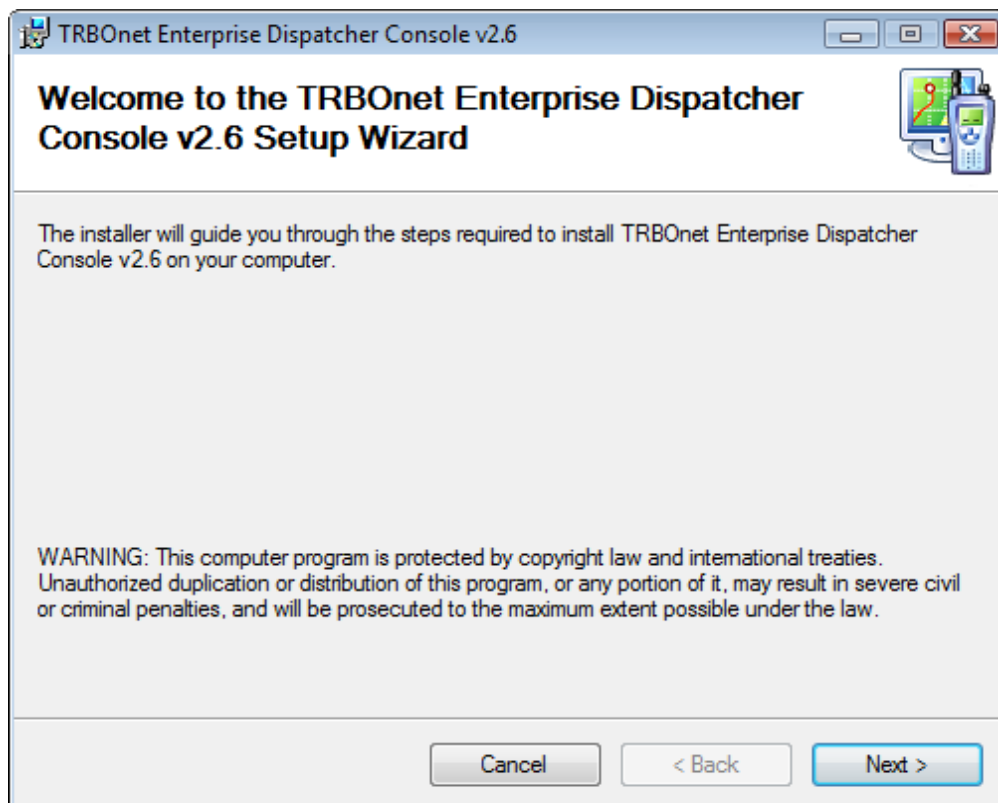 TRBOnet Enterprise Dispatcher Console v2.6
Welcome to the TRBOnet Enterprise Dispatcher
Console v2.6 Setup Wizard
The installer will guide you through the steps required to install TRBOnet Enterprise Dispatcher
Console v2.6 on your computer.
WARNING: This computer program is protected by copyright law and international treaties.
Unauthorized duplication or distribution of this program, or any portion of it, may result in severe civil
or criminal penalties, and will be prosecuted to the maximum extent possible under the law.
Cancel
< Back
Next >